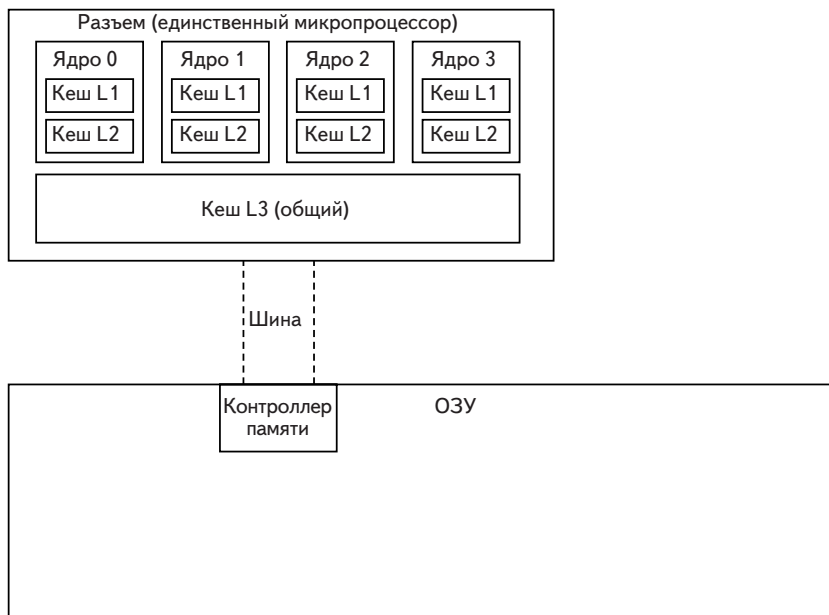 Разъем (единственный микропроцессор)
Ядро 0
Кеш L1
Кеш L2
Ядро 1
Кеш L1
Кеш L2
Ядро 2
Кеш L1
Кеш L2
Ядро 3
Кеш L1
Кеш L2
Кеш L3 (общий)
Шина
Контроллер
памяти
ОЗУ